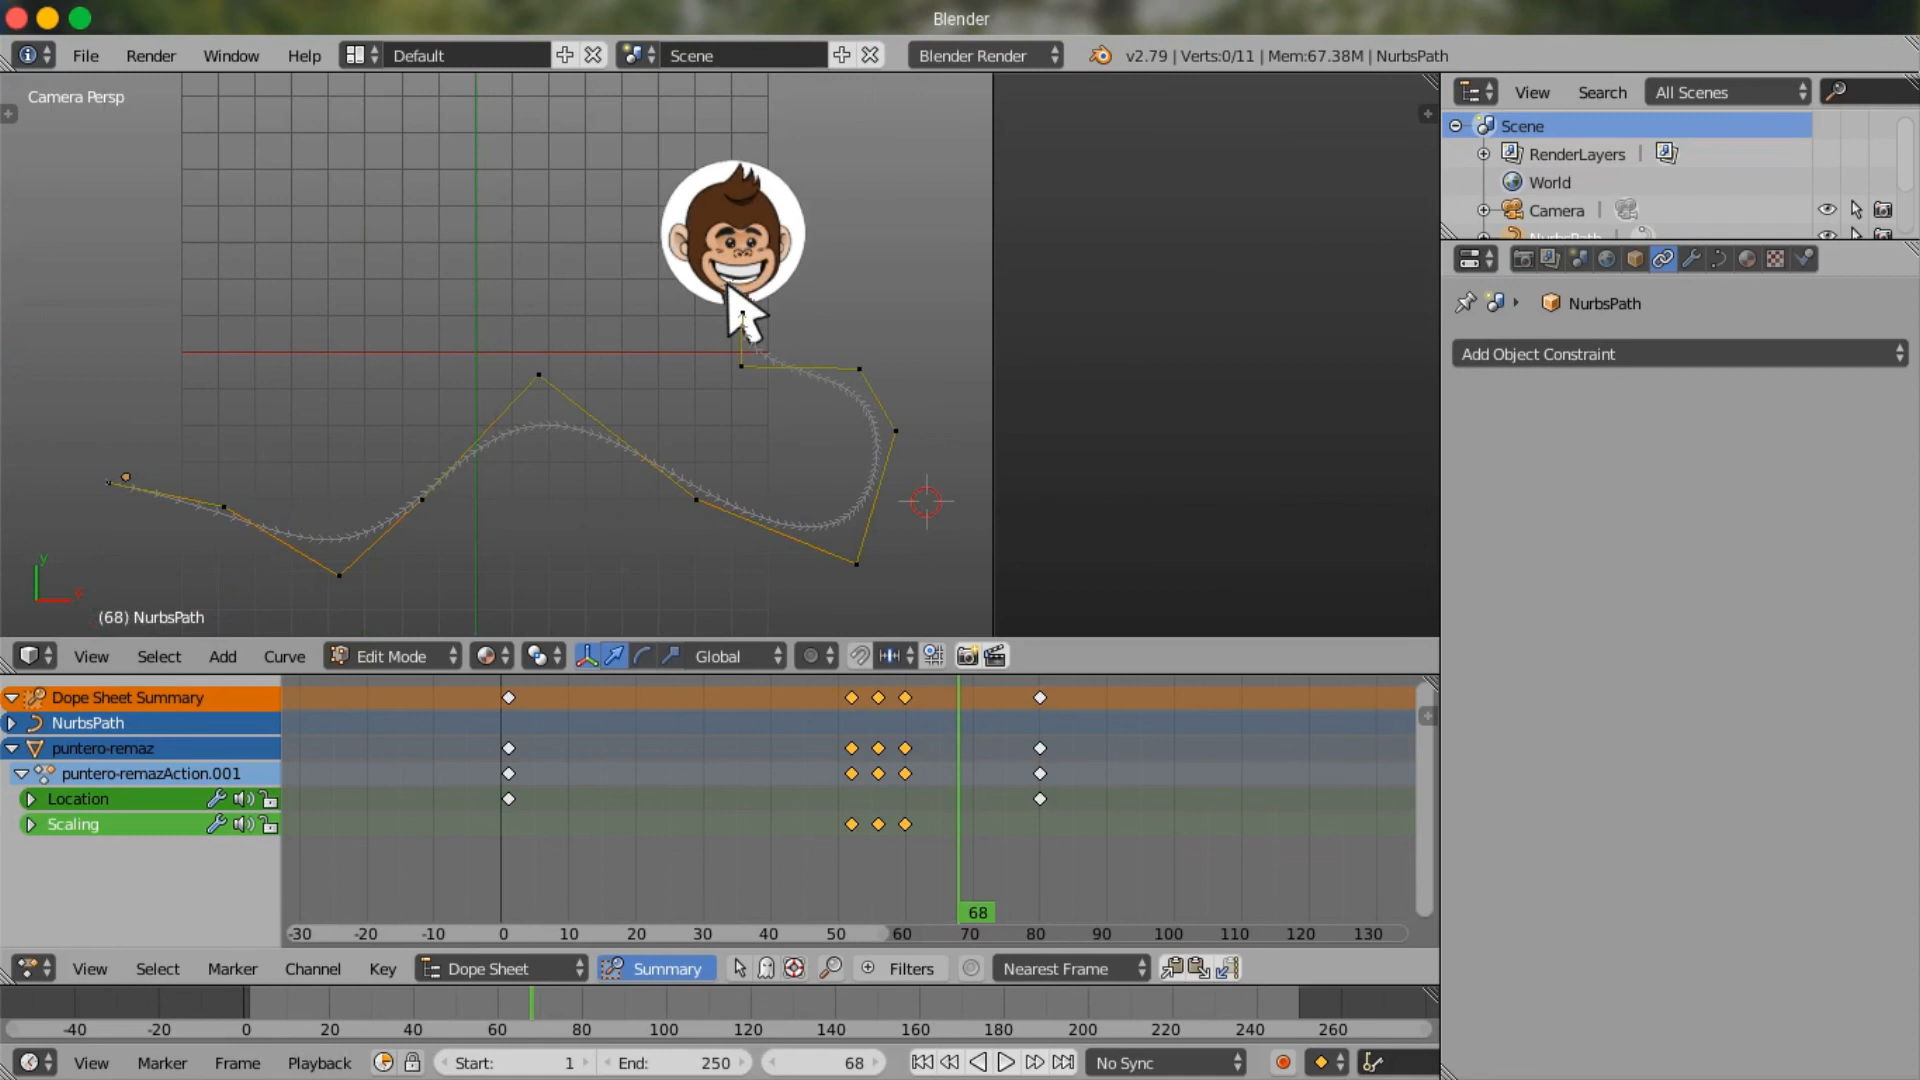 Blender
File Render Window Help Default Scene Blender Render v2.79 | Verts:0/11 | Mem:67.38M | NurbsPath
Camera Persp
View Search All Scenes
Scene
RenderLayers |
World
Camera |
NurbsPath
NurbsPath
Add Object Constraint
y
x
(68) NurbsPath
View Select Add Curve Edit Mode Global
Dope Sheet Summary
NurbsPath
puntero-remaz
puntero-remazAction.001
Location
Scaling
68
-30 -20 -10 0 10 20 30 40 50 60 70 80 90 100 110 120 130
View Select Marker Channel Key Dope Sheet Summary Filters Nearest Frame
-40 -20 0 20 40 60 80 100 120 140 160 180 200 220 240 260
View Marker Frame Playback Start: 1 End: 250 68 No Sync